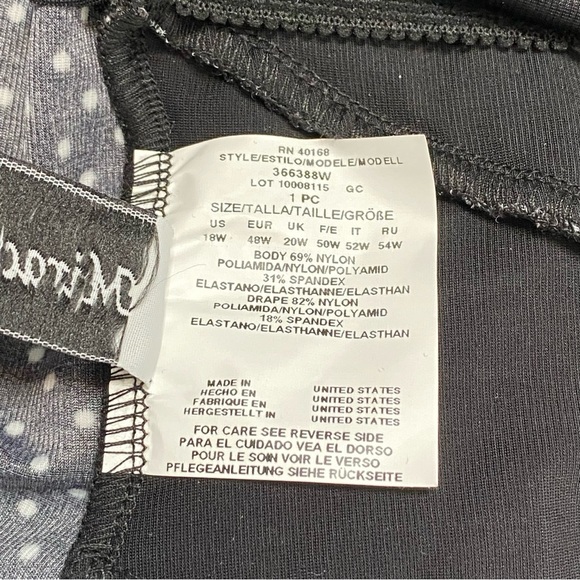 RN 40168
STYLE/ESTILO/MODELE/MODELL
366388W
LOT 10008115 GC
1 PC
SIZE/TALLA/TAILLE/GRÖßE
US EUR UK F/E IT RU
18W 48W 20W 50W 52W 54W
BODY 69% NYLON
POLIAMIDA/NYLON/POLYAMID
31% SPANDEX
ELASTANO/ELASTHANNE/ELASTHAN
DRAPE 82% NYLON
POLIAMIDA/NYLON/POLYAMID
18% SPANDEX
ELASTANO/ELASTHANNE/ELASTHAN
MADE IN UNITED STATES
HECHO EN UNITED STATES
FABRIQUE EN UNITED STATES
HERGESTELLT IN UNITED STATES
FOR CARE SEE REVERSE SIDE
PARA EL CUIDADO VEA EL DORSO
POUR LE SOIN VOIR LE VERSO
PFLEGEANLEITUNG SIEHE RÜCKSEITE